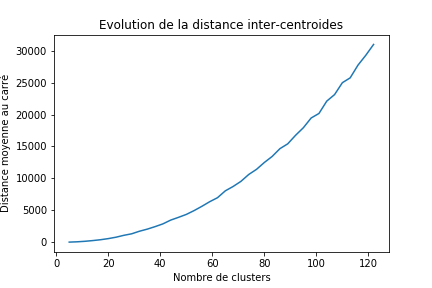 Evolution de la distance inter-centroides
Distance moyenne au carré
30000
25000
20000
15000
10000
5000
0
0 20 40 60 80 100 120
Nombre de clusters